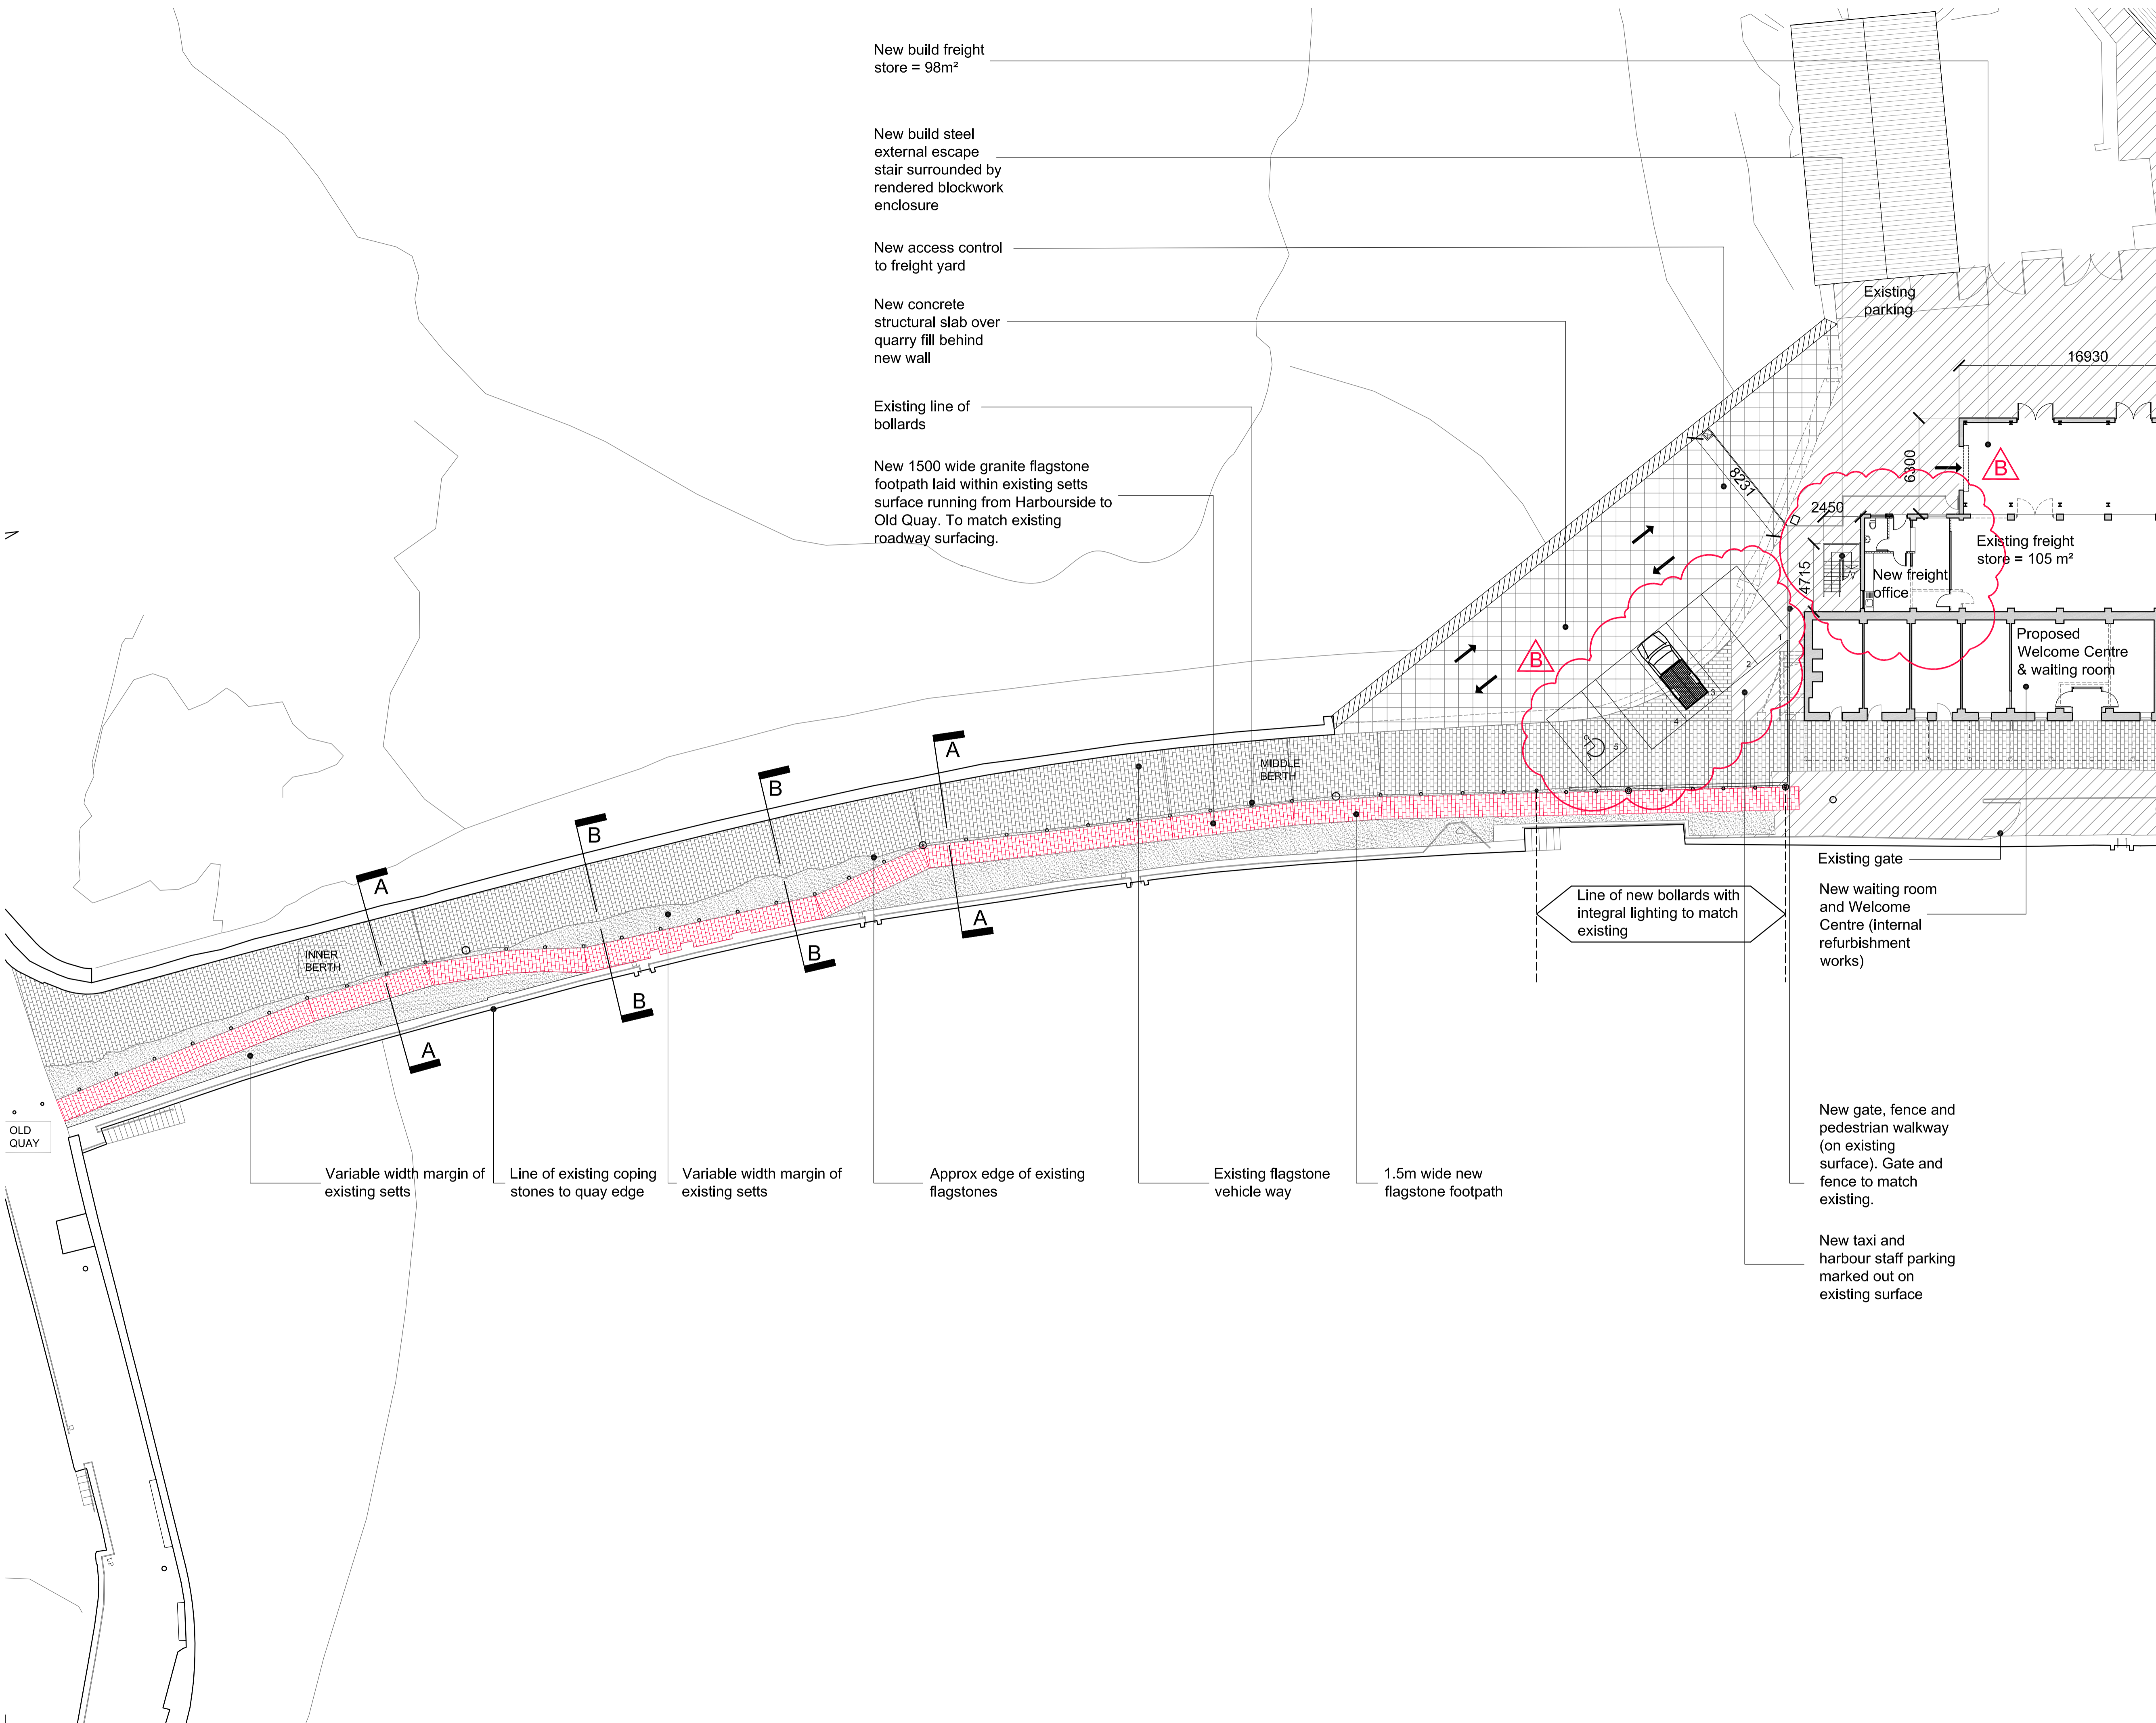 New build freight
store = 98m²
New build steel
external escape
stair surrounded by
rendered blockwork
enclosure
New access control
to freight yard
New concrete
structural slab over
quarry fill behind
new wall
Existing line of
bollards
New 1500 wide granite flagstone
footpath laid within existing setts
surface running from Harbourside to
Old Quay. To match existing
roadway surfacing.
Existing
parking
16930
6300
B
8231
2450
4715
Existing freight
store = 105 m²
New freight
office
Proposed
Welcome Centre
& waiting room
B
1
2
3
4
5
MIDDLE
BERTH
A
B
B
A
INNER
BERTH
A
B
B
A
OLD
QUAY
Existing gate
New waiting room
and Welcome
Centre (internal
refurbishment
works)
Line of new bollards with
integral lighting to match
existing
New gate, fence and
pedestrian walkway
(on existing
surface). Gate and
fence to match
existing.
New taxi and
harbour staff parking
marked out on
existing surface
Variable width margin of
existing setts
Line of existing coping
stones to quay edge
Variable width margin of
existing setts
Approx edge of existing
flagstones
Existing flagstone
vehicle way
1.5m wide new
flagstone footpath
LP